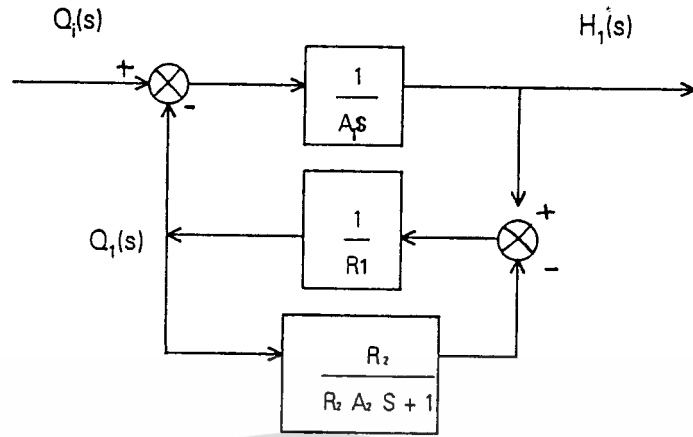 Qᵢ(s)
H₁(s)
+
-
1
A₁s
Q₁(s)
1
R1
+
-
R₂
R₂ A₂ S + 1